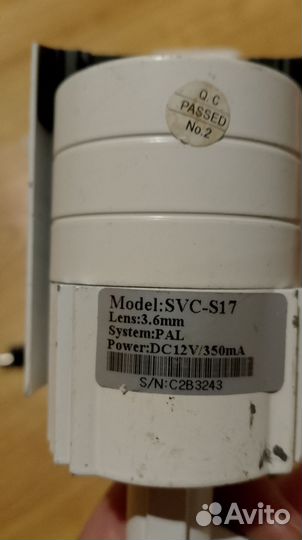 Q.C
PASSED
No.2
Model:SVC-S17
Lens:3.6mm
System:PAL
Power:DC12V/350mA
S/N:C2B3243
Avito